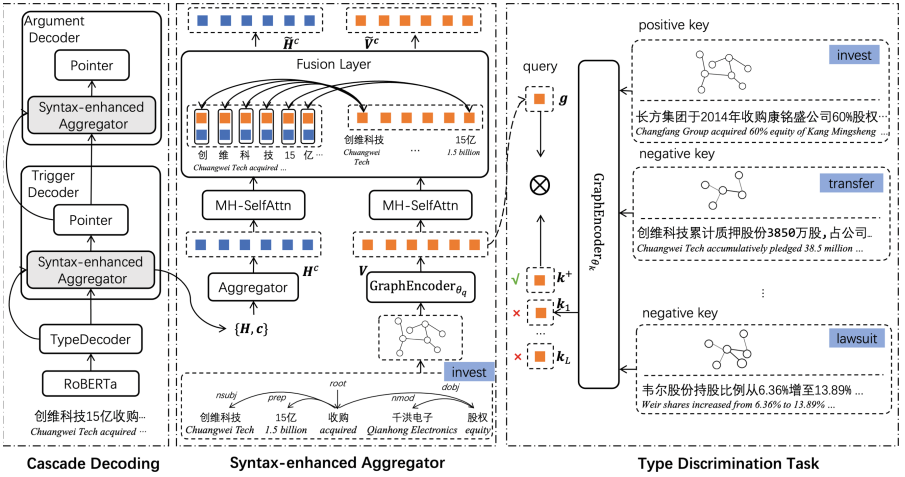 Argument
Decoder
Pointer
Syntax-enhanced
Aggregator
Trigger
Decoder
Pointer
Syntax-enhanced
Aggregator
TypeDecoder
RoBERTa
创维科技15亿收购…
Chuangwei Tech acquired …
Cascade Decoding
H̃ᶜ
Ṽᶜ
Fusion Layer
创 维 科 技 15 亿 …
Chuangwei Tech acquired …
创维科技
Chuangwei
Tech
…
15亿
1.5 billion
MH-SelfAttn
MH-SelfAttn
Hᶜ
V
Aggregator
GraphEncoder_θq
{H, c}
invest
nsubj
prep
root
nmod
dobj
创维科技 15亿 收购 千洪电子 股权
Chuangwei Tech 1.5 billion acquired Qianhong Electronics equity
Syntax-enhanced Aggregator
query
g
⊗
√ k⁺
× k₁
…
× k_L
GraphEncoder_θk
positive key
invest
长方集团于2014年收购康铭盛公司60%股权…
Changfang Group acquired 60% equity of Kang Mingsheng …
negative key
transfer
创维科技累计质押股份3850万股,占公司…
Chuangwei Tech accumulatively pledged 38.5 million …
…
negative key
lawsuit
韦尔股份持股比例从6.36%增至13.89% …
Weir shares increased from 6.36% to 13.89% …
Type Discrimination Task